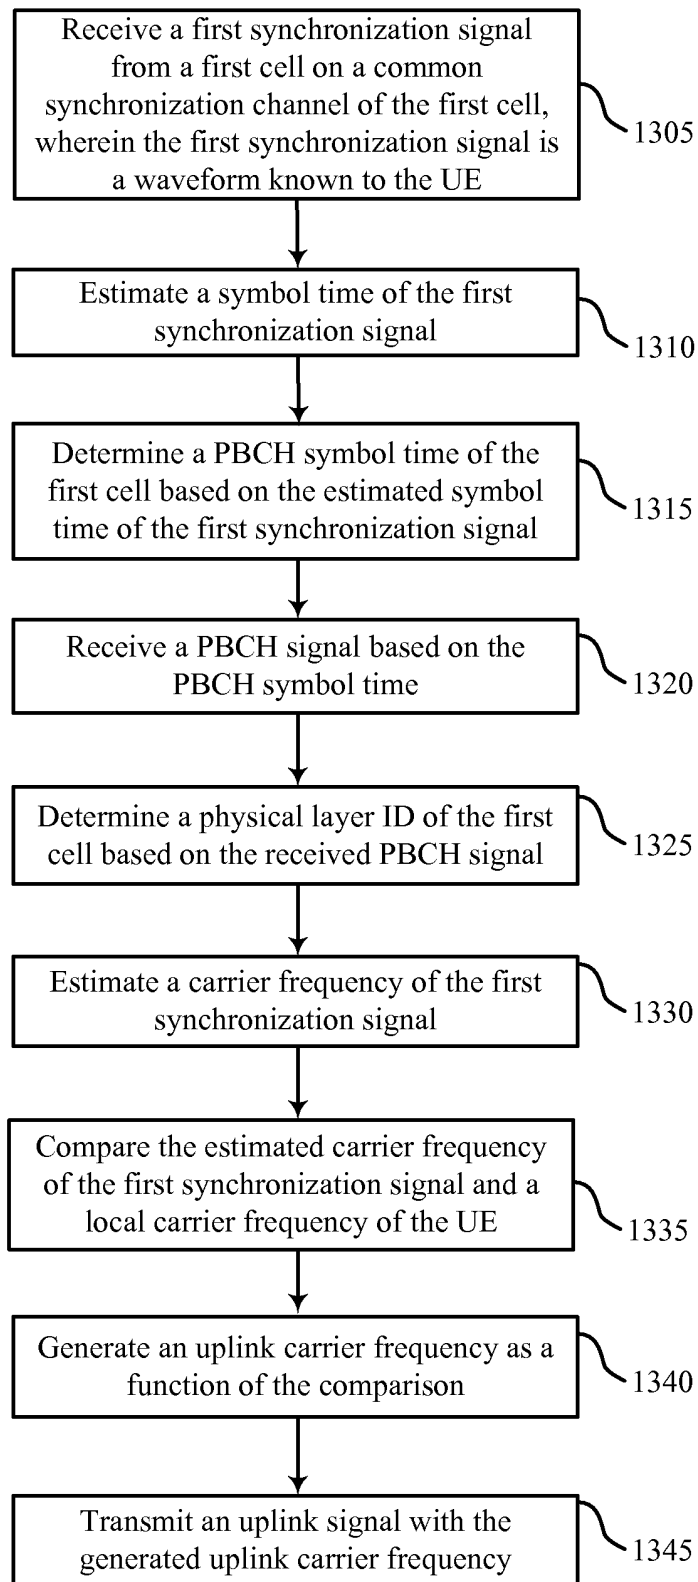 Receive a first synchronization signal
from a first cell on a common
synchronization channel of the first cell,
wherein the first synchronization signal is
a waveform known to the UE
1305
Estimate a symbol time of the first
synchronization signal
1310
Determine a PBCH symbol time of the
first cell based on the estimated symbol
time of the first synchronization signal
1315
Receive a PBCH signal based on the
PBCH symbol time
1320
Determine a physical layer ID of the first
cell based on the received PBCH signal
1325
Estimate a carrier frequency of the first
synchronization signal
1330
Compare the estimated carrier frequency
of the first synchronization signal and a
local carrier frequency of the UE
1335
Generate an uplink carrier frequency as a
function of the comparison
1340
Transmit an uplink signal with the
generated uplink carrier frequency
1345